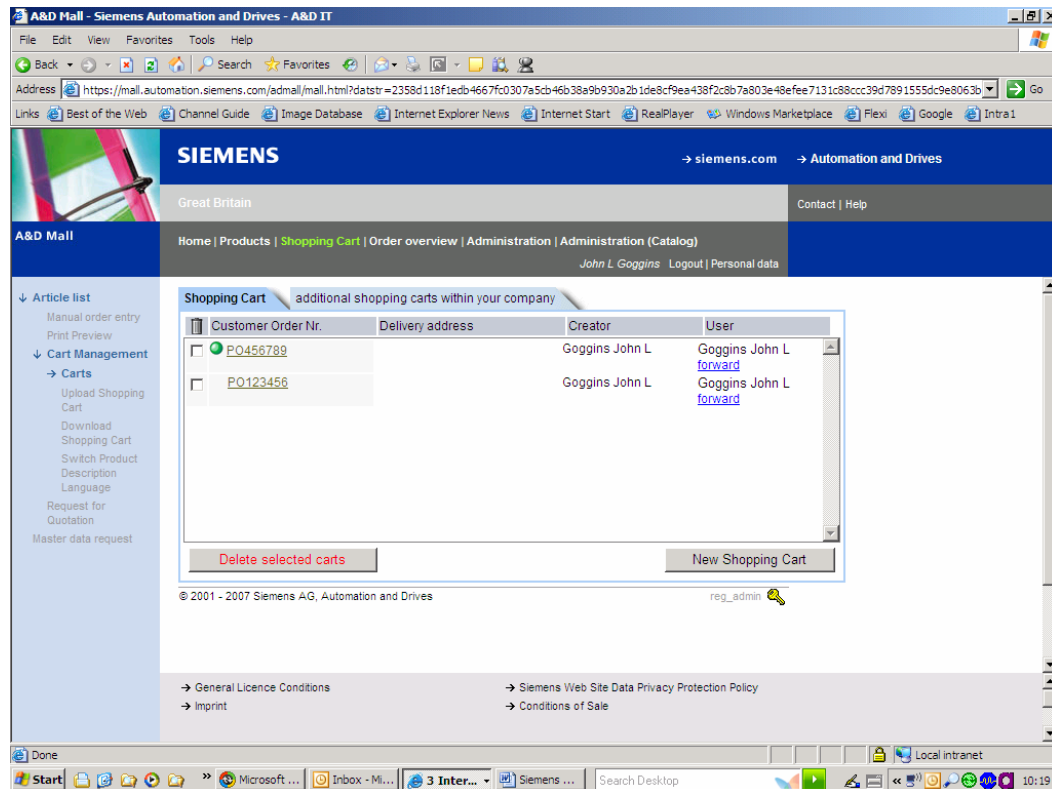 A&D Mall - Siemens Automation and Drives - A&D IT
File Edit View Favorites Tools Help
Back Search Favorites
Address https://mall.automation.siemens.com/admall/mall.html?datstr=2358d118f1edb4667fc0307a5cb46b38a9b930a2b1de8cf9ea438f2c8b7a803e48efee7131c88ccc39d7891555dc9e8063b Go
Links Best of the Web Channel Guide Image Database Internet Explorer News Internet Start RealPlayer Windows Marketplace Flexi Google Intra1
SIEMENS
→ siemens.com → Automation and Drives
Great Britain
Contact | Help
A&D Mall
Home | Products | Shopping Cart | Order overview | Administration | Administration (Catalog)
John L Goggins Logout | Personal data
↓ Article list
Manual order entry
Print Preview
↓ Cart Management
→ Carts
Upload Shopping
Cart
Download
Shopping Cart
Switch Product
Description
Language
Request for
Quotation
Master data request
Shopping Cart additional shopping carts within your company
Customer Order Nr. Delivery address Creator User
PO456789 Goggins John L Goggins John L
forward
PO123456 Goggins John L Goggins John L
forward
Delete selected carts New Shopping Cart
© 2001 - 2007 Siemens AG, Automation and Drives reg_admin
→ General Licence Conditions → Siemens Web Site Data Privacy Protection Policy
→ Imprint → Conditions of Sale
Done Local intranet
Start » Microsoft ... Inbox - Mi... 3 Inter... Siemens ... Search Desktop « 10:19